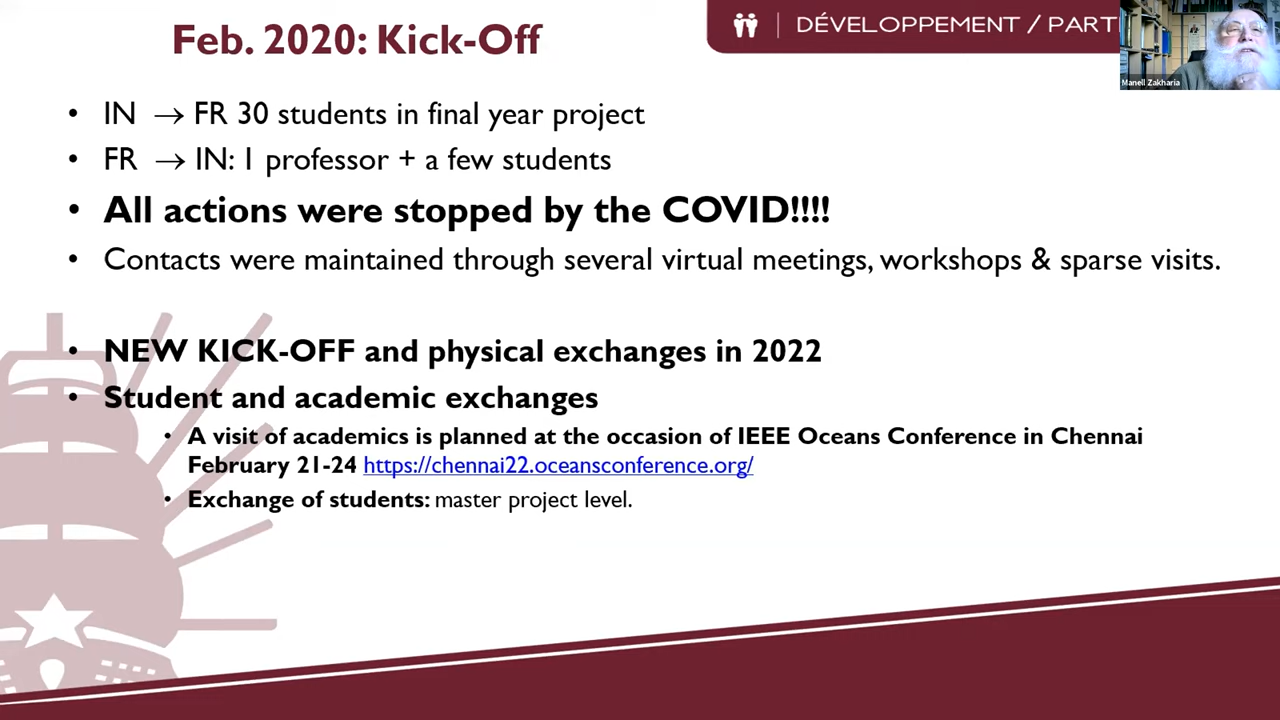 Feb. 2020: Kick-Off
DÉVELOPPEMENT / PART
Manell Zakharia
• IN → FR 30 students in final year project
• FR → IN: 1 professor + a few students
• All actions were stopped by the COVID!!!!
• Contacts were maintained through several virtual meetings, workshops & sparse visits.
• NEW KICK-OFF and physical exchanges in 2022
• Student and academic exchanges
• A visit of academics is planned at the occasion of IEEE Oceans Conference in Chennai
February 21-24 https://chennai22.oceansconference.org/
• Exchange of students: master project level.